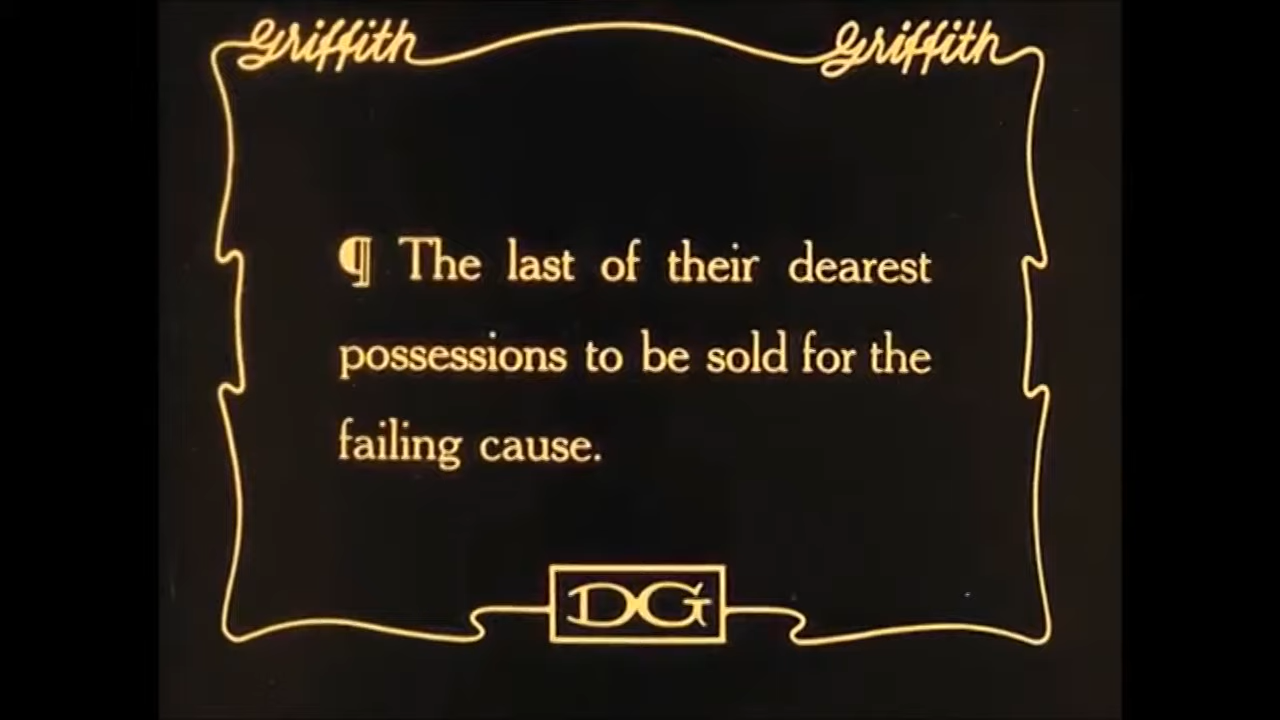 Griffith Griffith
¶ The last of their dearest
possessions to be sold for the
failing cause.
DG